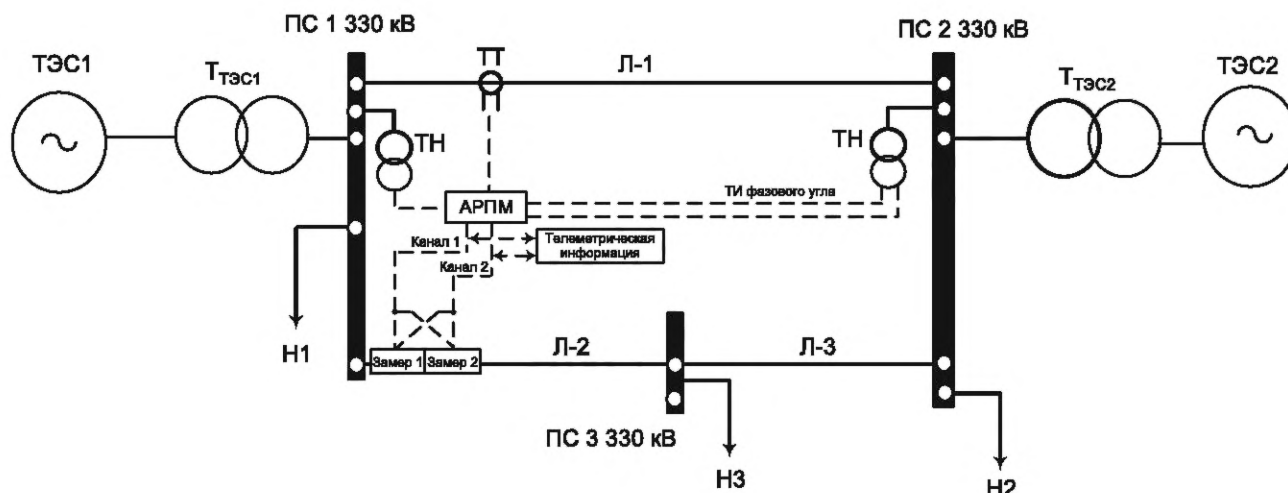 ПС 1 330 кВ
ПС 2 330 кВ
ТЭС1
ТТЭС1
ТТ
Л-1
ТТЭС2
ТЭС2
ТН
ТН
АРПМ
ТИ фазового угла
Канал 1
Телеметрическая
информация
Канал 2
Н1
Замер 1
Замер 2
Л-2
Л-3
ПС 3 330 кВ
Н3
Н2